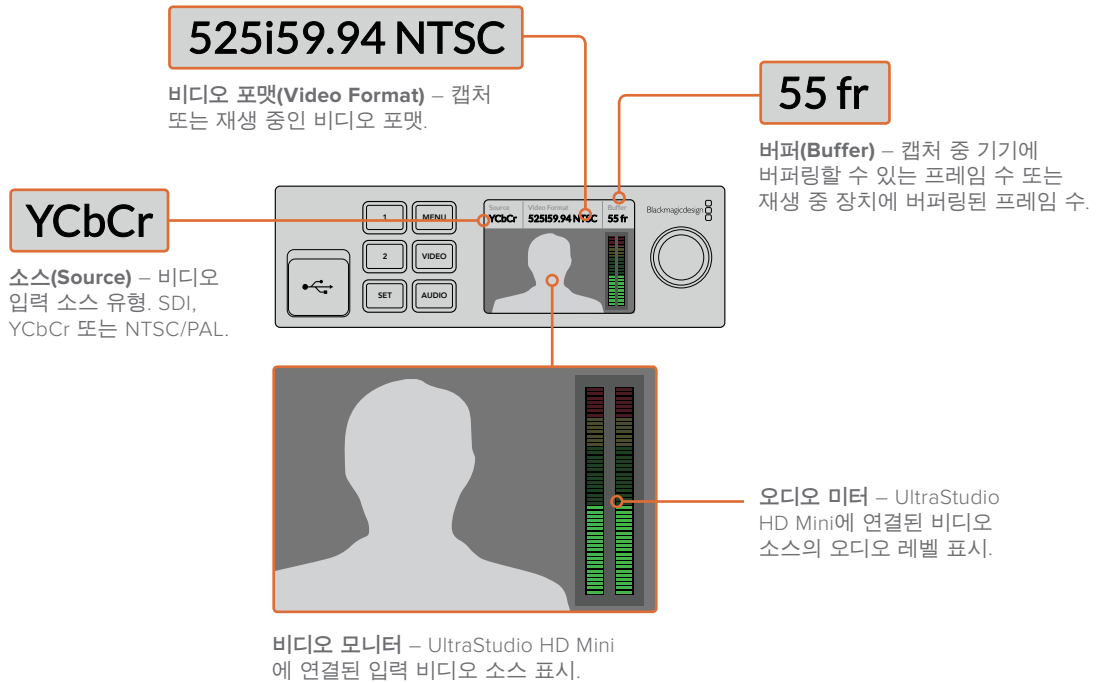 525i59.94 NTSC
비디오 포맷(Video Format) – 캡처
또는 재생 중인 비디오 포맷.
55 fr
버퍼(Buffer) – 캡처 중 기기에
버퍼링할 수 있는 프레임 수 또는
재생 중 장치에 버퍼링된 프레임 수.
YCbCr
소스(Source) – 비디오
입력 소스 유형. SDI,
YCbCr 또는 NTSC/PAL.
1
MENU
2
VIDEO
SET
AUDIO
Source
YCbCr
Video Format
525I59.94 NTSC
Buffer
55 fr
Blackmagicdesign
오디오 미터 – UltraStudio
HD Mini에 연결된 비디오
소스의 오디오 레벨 표시.
비디오 모니터 – UltraStudio HD Mini
에 연결된 입력 비디오 소스 표시.